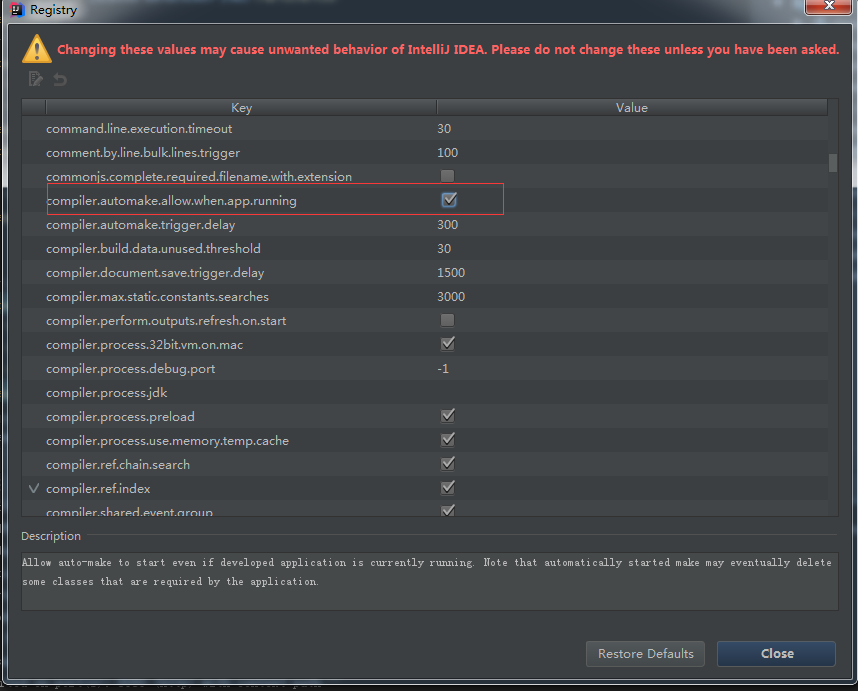 Registry
Changing these values may cause unwanted behavior of IntelliJ IDEA. Please do not change these unless you have been asked.
Key Value
command.line.execution.timeout 30
comment.by.line.bulk.lines.trigger 100
commonjs.complete.required.filename.with.extension
compiler.automake.allow.when.app.running
compiler.automake.trigger.delay 300
compiler.build.data.unused.threshold 30
compiler.document.save.trigger.delay 1500
compiler.max.static.constants.searches 3000
compiler.perform.outputs.refresh.on.start
compiler.process.32bit.vm.on.mac
compiler.process.debug.port -1
compiler.process.jdk
compiler.process.preload
compiler.process.use.memory.temp.cache
compiler.ref.chain.search
compiler.ref.index
compiler.shared.event.group
Description
Allow auto-make to start even if developed application is currently running. Note that automatically started make may eventually delete
some classes that are required by the application.
Restore Defaults Close